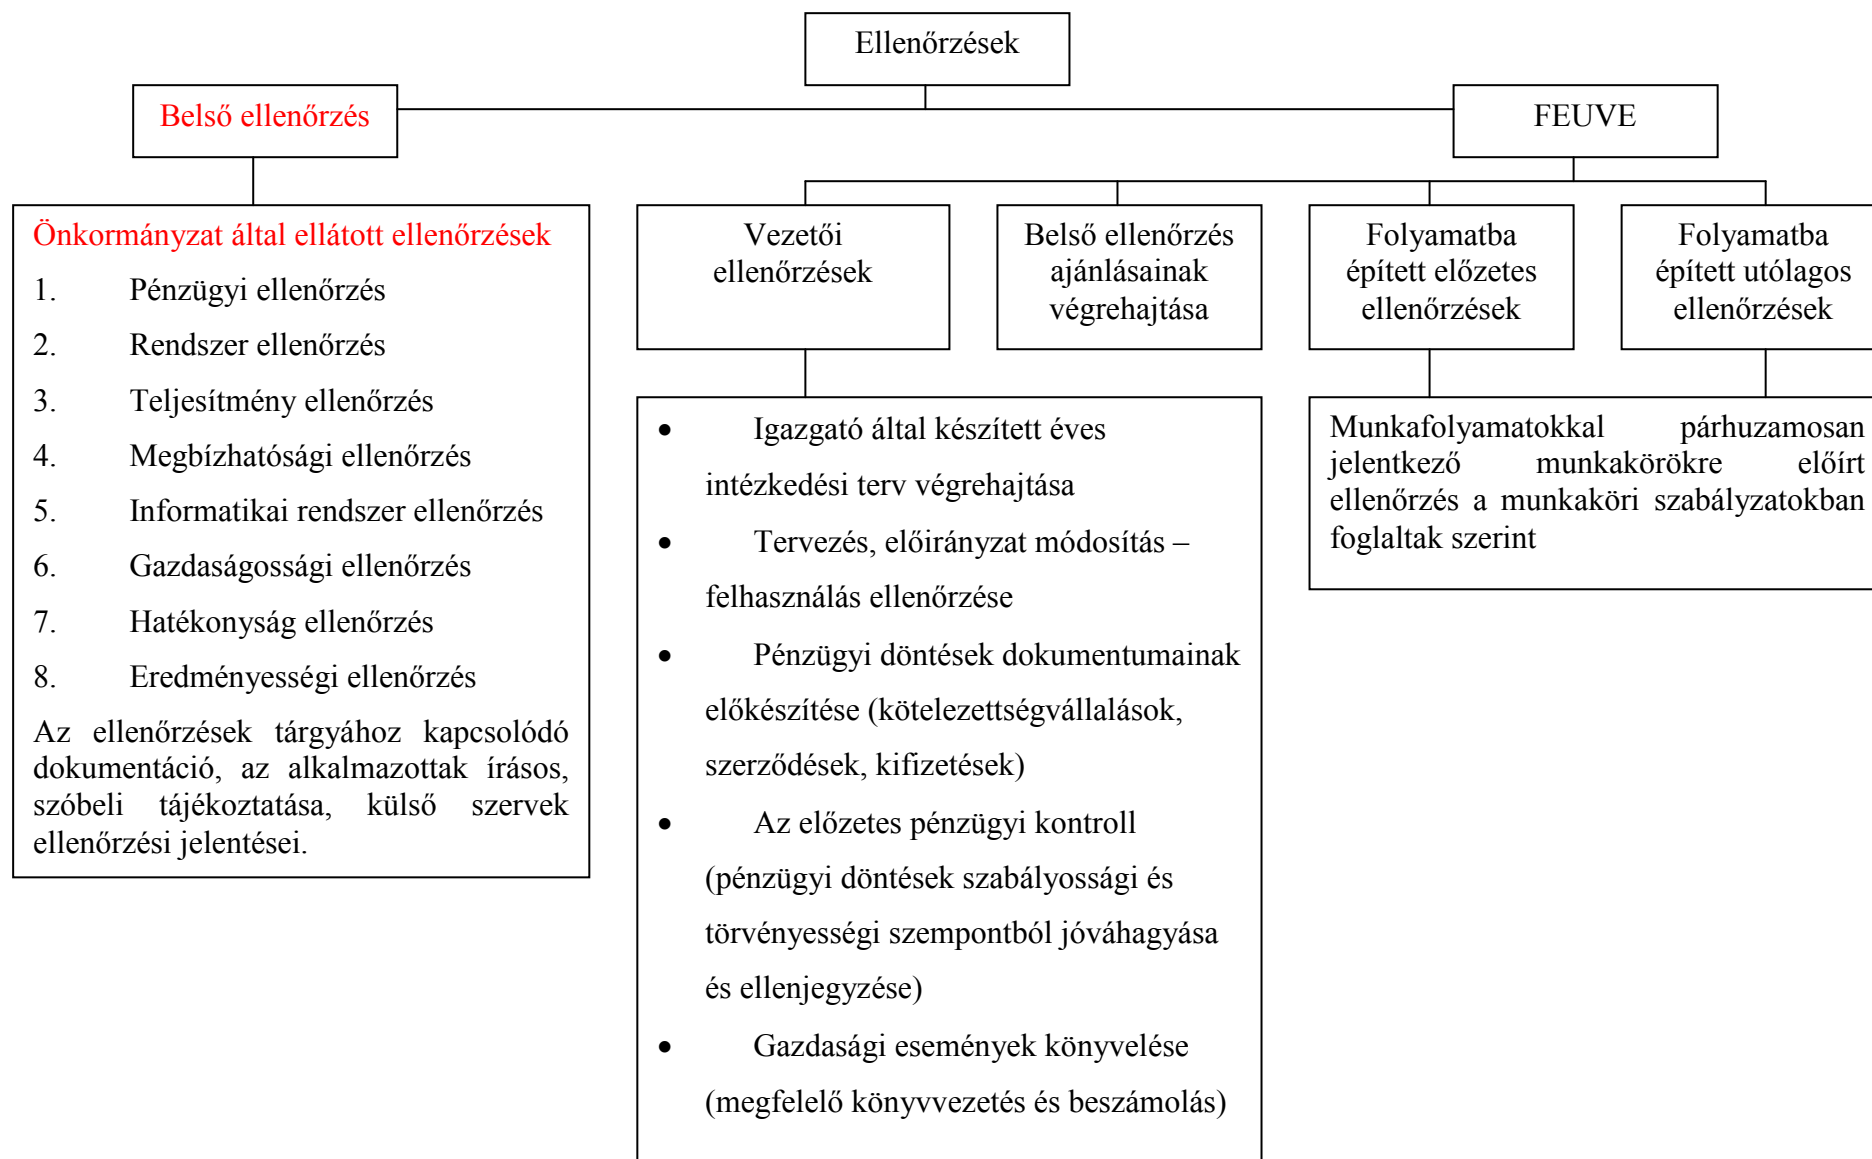 Ellenőrzések
Belső ellenőrzés
FEUVE
Önkormányzat által ellátott ellenőrzések
1. Pénzügyi ellenőrzés
2. Rendszer ellenőrzés
3. Teljesítmény ellenőrzés
4. Megbízhatósági ellenőrzés
5. Informatikai rendszer ellenőrzés
6. Gazdaságossági ellenőrzés
7. Hatékonyság ellenőrzés
8. Eredményességi ellenőrzés
Az ellenőrzések tárgyához kapcsolódó
dokumentáció, az alkalmazottak írásos,
szóbeli tájékoztatása, külső szervek
ellenőrzési jelentései.
Vezetői
ellenőrzések
Belső ellenőrzés
ajánlásainak
végrehajtása
Folyamatba
épített előzetes
ellenőrzések
Folyamatba
épített utólagos
ellenőrzések
• Igazgató által készített éves
intézkedési terv végrehajtása
• Tervezés, előirányzat módosítás –
felhasználás ellenőrzése
• Pénzügyi döntések dokumentumainak
előkészítése (kötelezettségvállalások,
szerződések, kifizetések)
• Az előzetes pénzügyi kontroll
(pénzügyi döntések szabályossági és
törvényességi szempontból jóváhagyása
és ellenjegyzése)
• Gazdasági események könyvelése
(megfelelő könyvvezetés és beszámolás)
Munkafolyamatokkal párhuzamosan
jelentkező munkakörökre előírt
ellenőrzés a munkaköri szabályzatokban
foglaltak szerint